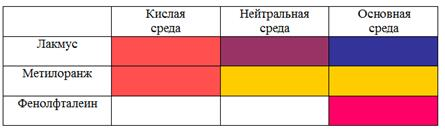 Кислая среда
Нейтральная среда
Основная среда
Лакмус
Метилоранж
Фенолфталеин